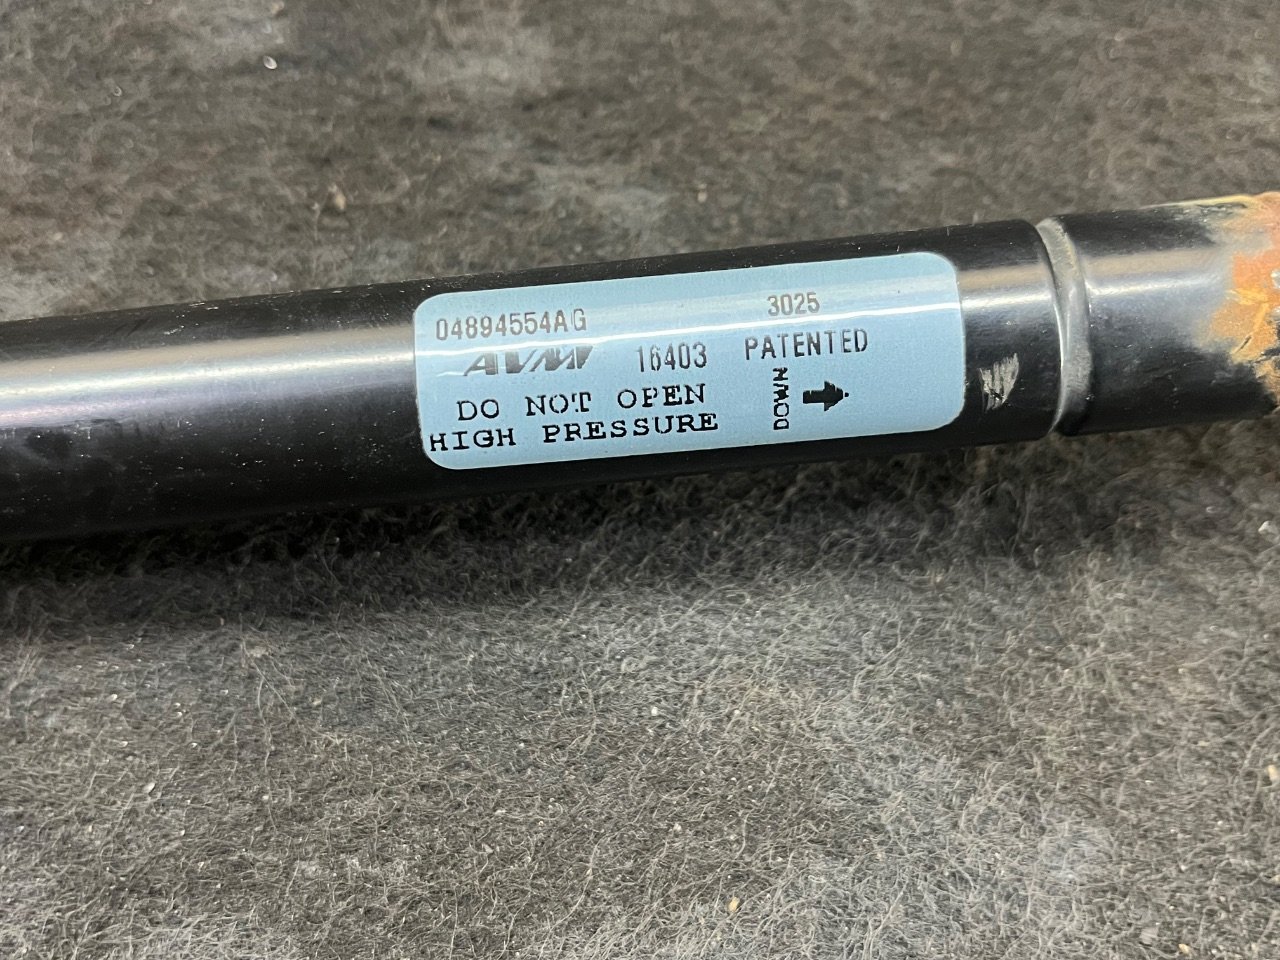 04894554AG 3025
AVM 16403 PATENTED
DO NOT OPEN
HIGH PRESSURE
DOWN